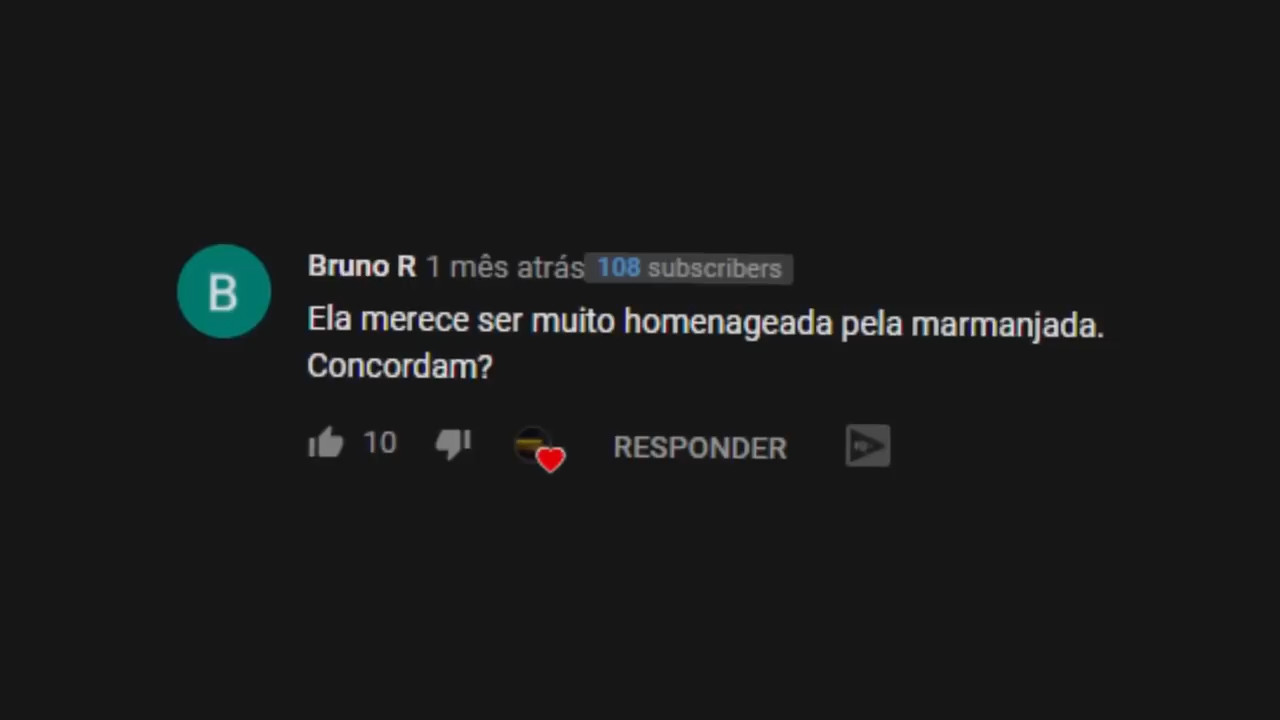 B
Bruno R 1 mês atrás 108 subscribers
Ela merece ser muito homenageada pela marmanjada.
Concordam?
10 RESPONDER